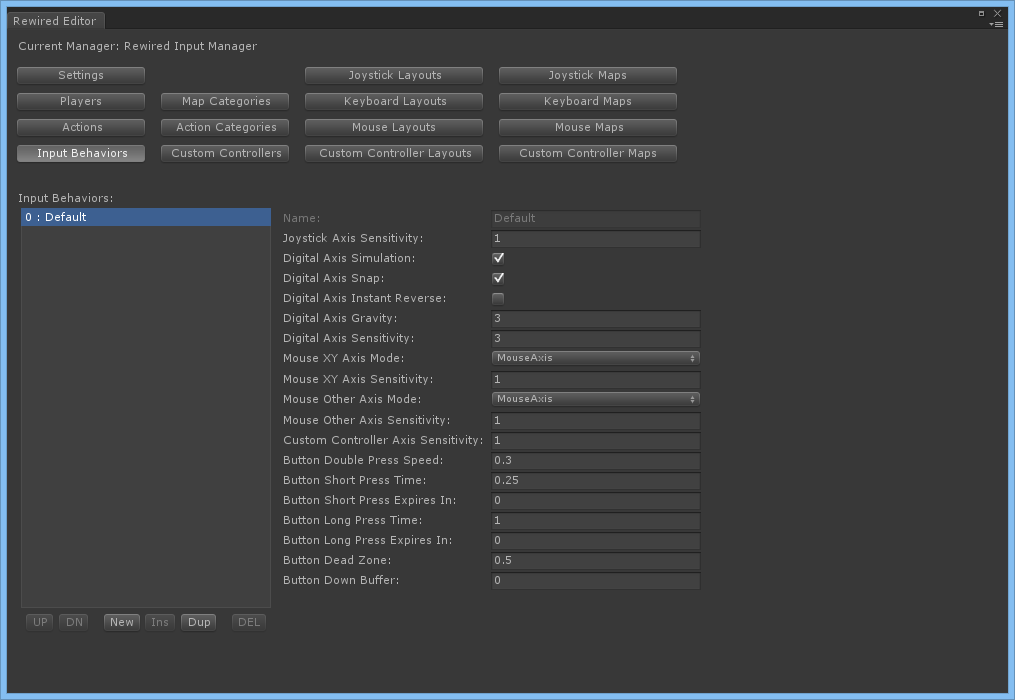 Rewired Editor
Current Manager: Rewired Input Manager
Settings Joystick Layouts Joystick Maps
Players Map Categories Keyboard Layouts Keyboard Maps
Actions Action Categories Mouse Layouts Mouse Maps
Input Behaviors Custom Controllers Custom Controller Layouts Custom Controller Maps
Input Behaviors:
0 : Default
Name: Default
Joystick Axis Sensitivity: 1
Digital Axis Simulation:
Digital Axis Snap:
Digital Axis Instant Reverse:
Digital Axis Gravity: 3
Digital Axis Sensitivity: 3
Mouse XY Axis Mode: MouseAxis
Mouse XY Axis Sensitivity: 1
Mouse Other Axis Mode: MouseAxis
Mouse Other Axis Sensitivity: 1
Custom Controller Axis Sensitivity: 1
Button Double Press Speed: 0.3
Button Short Press Time: 0.25
Button Short Press Expires In: 0
Button Long Press Time: 1
Button Long Press Expires In: 0
Button Dead Zone: 0.5
Button Down Buffer: 0
UP DN New Ins Dup DEL